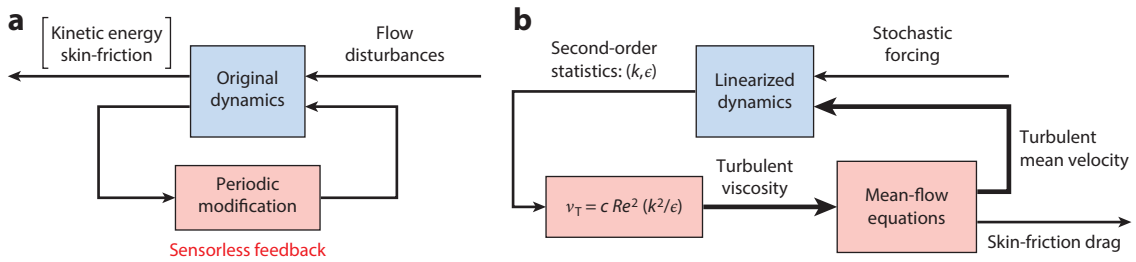 a
Kinetic energy
skin-friction
Flow
disturbances
Original
dynamics
Periodic
modification
Sensorless feedback
b
Second-order
statistics: (k, ϵ)
Linearized
dynamics
Stochastic
forcing
Turbulent
mean velocity
Turbulent
viscosity
ν_T = c Re² (k²/ϵ)
Mean-flow
equations
Skin-friction drag